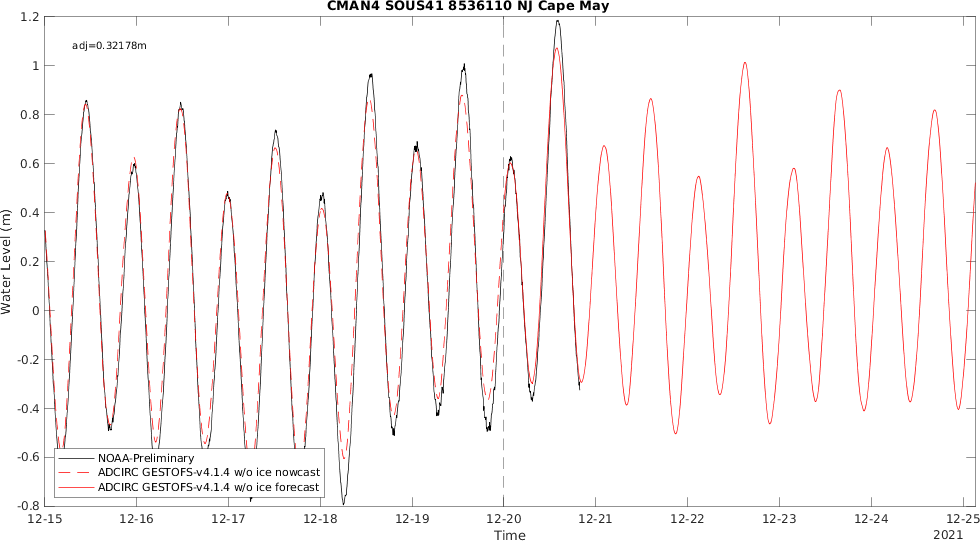 CMAN4 SOUS41 8536110 NJ Cape May
adj=0.32178m
1.2
1
0.8
0.6
0.4
0.2
0
-0.2
-0.4
-0.6
-0.8
Water Level (m)
NOAA-Preliminary
ADCIRC GESTOFS-v4.1.4 w/o ice nowcast
ADCIRC GESTOFS-v4.1.4 w/o ice forecast
12-15 12-16 12-17 12-18 12-19 12-20 12-21 12-22 12-23 12-24 12-25
Time
2021